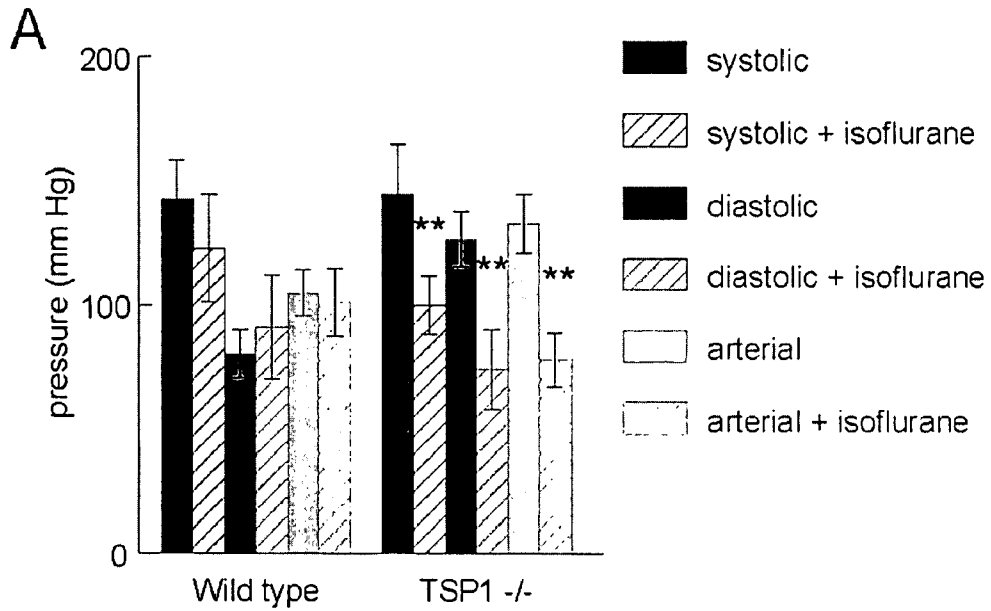 A
200
100
0
pressure (mm Hg)
**
**
**
Wild type
TSP1 -/-
systolic
systolic + isoflurane
diastolic
diastolic + isoflurane
arterial
arterial + isoflurane